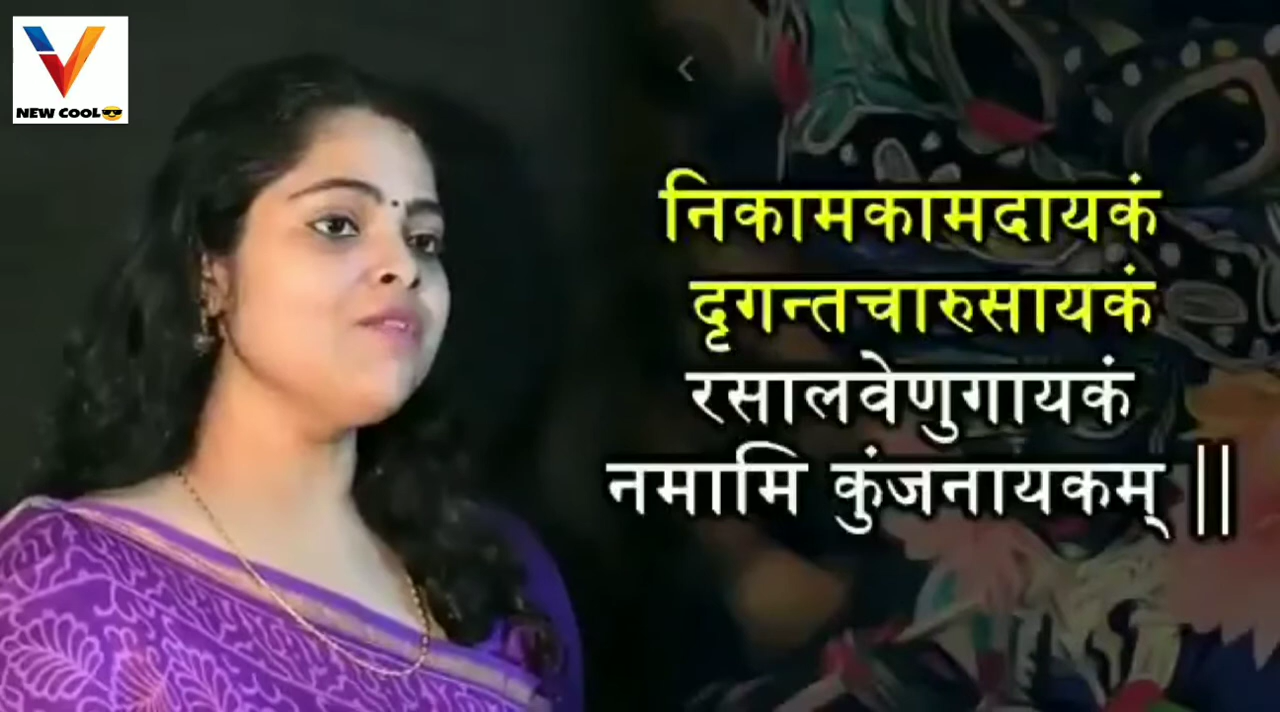 NEW COOL😎
निकामकामदायकं
दृगन्तचारुसायकं
रसालवेणुगायकं
नमामि कुंजनायकम् ||